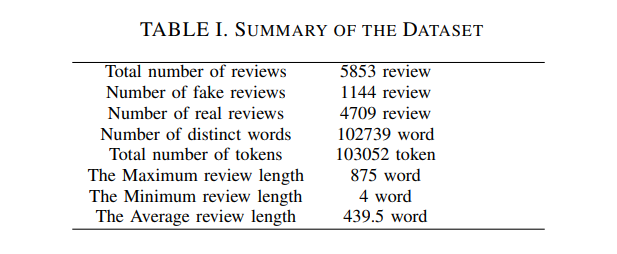 TABLE I. SUMMARY OF THE DATASET
Total number of reviews 5853 review
Number of fake reviews 1144 review
Number of real reviews 4709 review
Number of distinct words 102739 word
Total number of tokens 103052 token
The Maximum review length 875 word
The Minimum review length 4 word
The Average review length 439.5 word